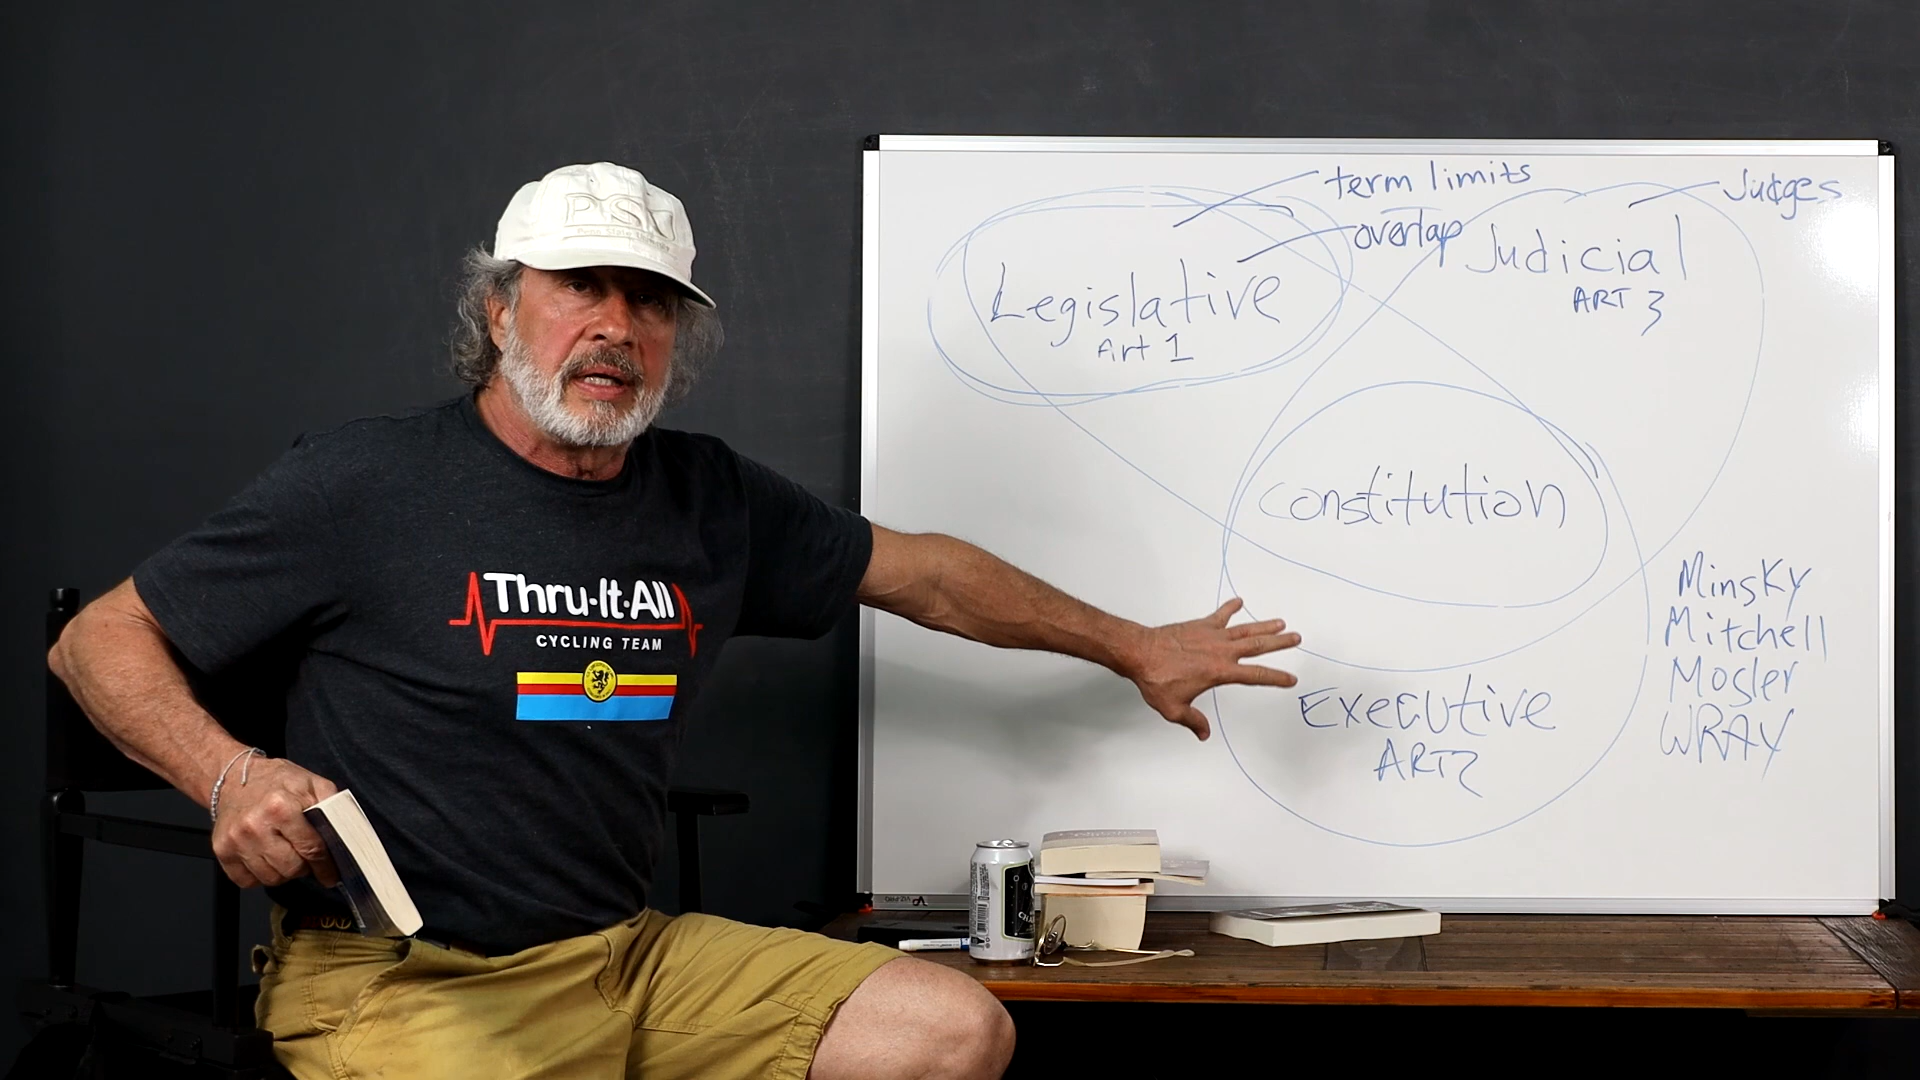 PSU
Thru·It·All
CYCLING TEAM
term limits
overlap
Judges
Legislative
Art 1
Judicial
ART 3
Constitution
Executive
ART2
Minsky
Mitchell
Mosler
WRAY